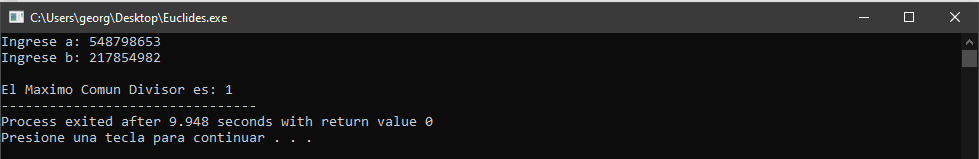 C:\Users\georg\Desktop\Euclides.exe
Ingrese a: 548798653
Ingrese b: 217854982
El Maximo Comun Divisor es: 1
--------------------------------
Process exited after 9.948 seconds with return value 0
Presione una tecla para continuar . . .